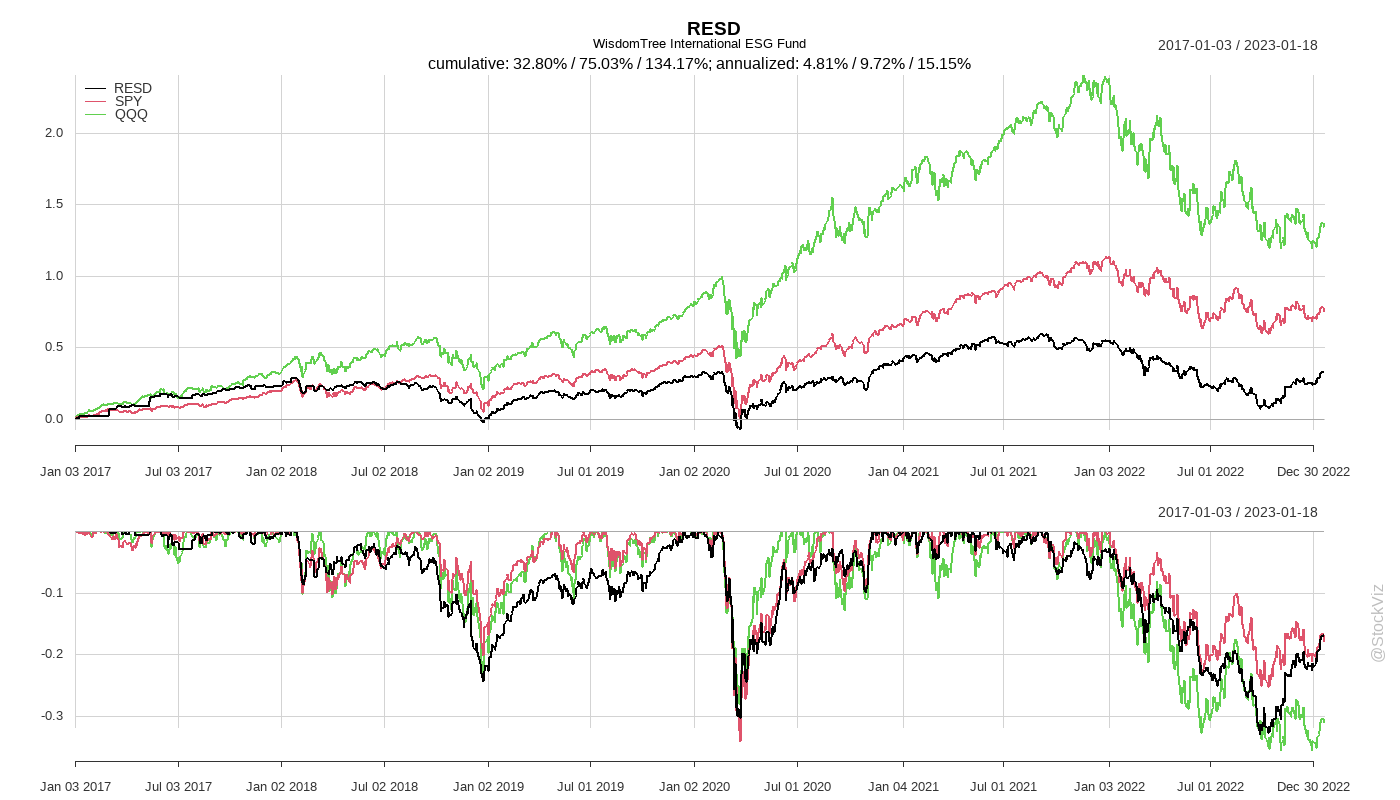 RESD
WisdomTree International ESG Fund
2017-01-03 / 2023-01-18
cumulative: 32.80% / 75.03% / 134.17%; annualized: 4.81% / 9.72% / 15.15%
RESD
SPY
QQQ
2.0
1.5
1.0
0.5
0.0
Jan 03 2017 Jul 03 2017 Jan 02 2018 Jul 02 2018 Jan 02 2019 Jul 01 2019 Jan 02 2020 Jul 01 2020 Jan 04 2021 Jul 01 2021 Jan 03 2022 Jul 01 2022 Dec 30 2022
2017-01-03 / 2023-01-18
-0.1
-0.2
-0.3
Jan 03 2017 Jul 03 2017 Jan 02 2018 Jul 02 2018 Jan 02 2019 Jul 01 2019 Jan 02 2020 Jul 01 2020 Jan 04 2021 Jul 01 2021 Jan 03 2022 Jul 01 2022 Dec 30 2022
@StockViz